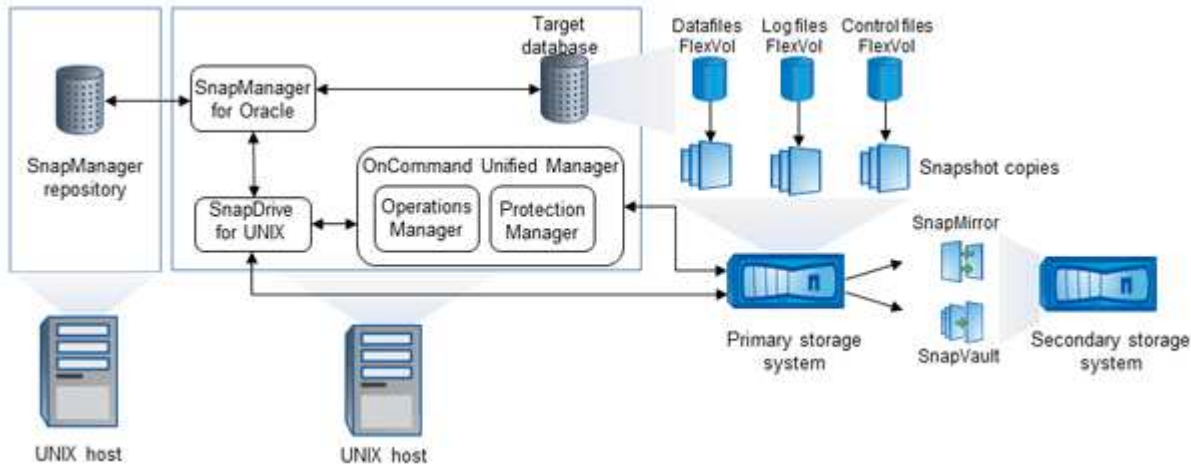 Target
database
Datafiles
FlexVol
Log files
FlexVol
Control files
FlexVol
SnapManager
for Oracle
SnapManager
repository
OnCommand Unified Manager
Operations
Manager
Protection
Manager
SnapDrive
for UNIX
Snapshot copies
SnapMirror
SnapVault
Primary storage
system
Secondary storage
system
UNIX host
UNIX host